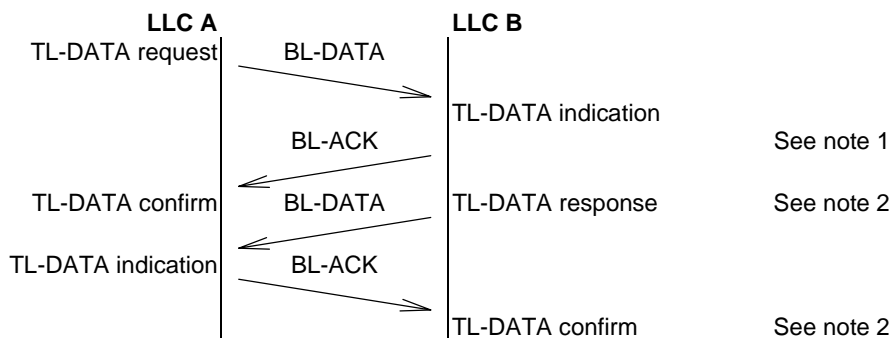 LLC A LLC B
TL-DATA request BL-DATA
TL-DATA indication
BL-ACK See note 1
TL-DATA confirm BL-DATA TL-DATA response See note 2
TL-DATA indication BL-ACK
TL-DATA confirm See note 2